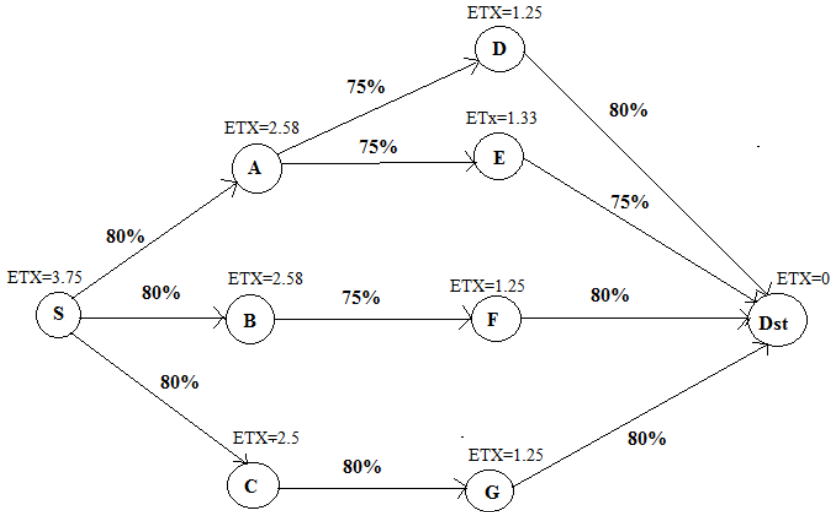 ETX=1.25
D
75%
80%
ETX=2.58
ETx=1.33
A
75%
E
80%
75%
ETX=3.75
ETX=2.58
ETX=1.25
ETX=0
S
80%
B
75%
F
80%
Dst
80%
ETX=2.5
ETX=1.25
80%
C
80%
G